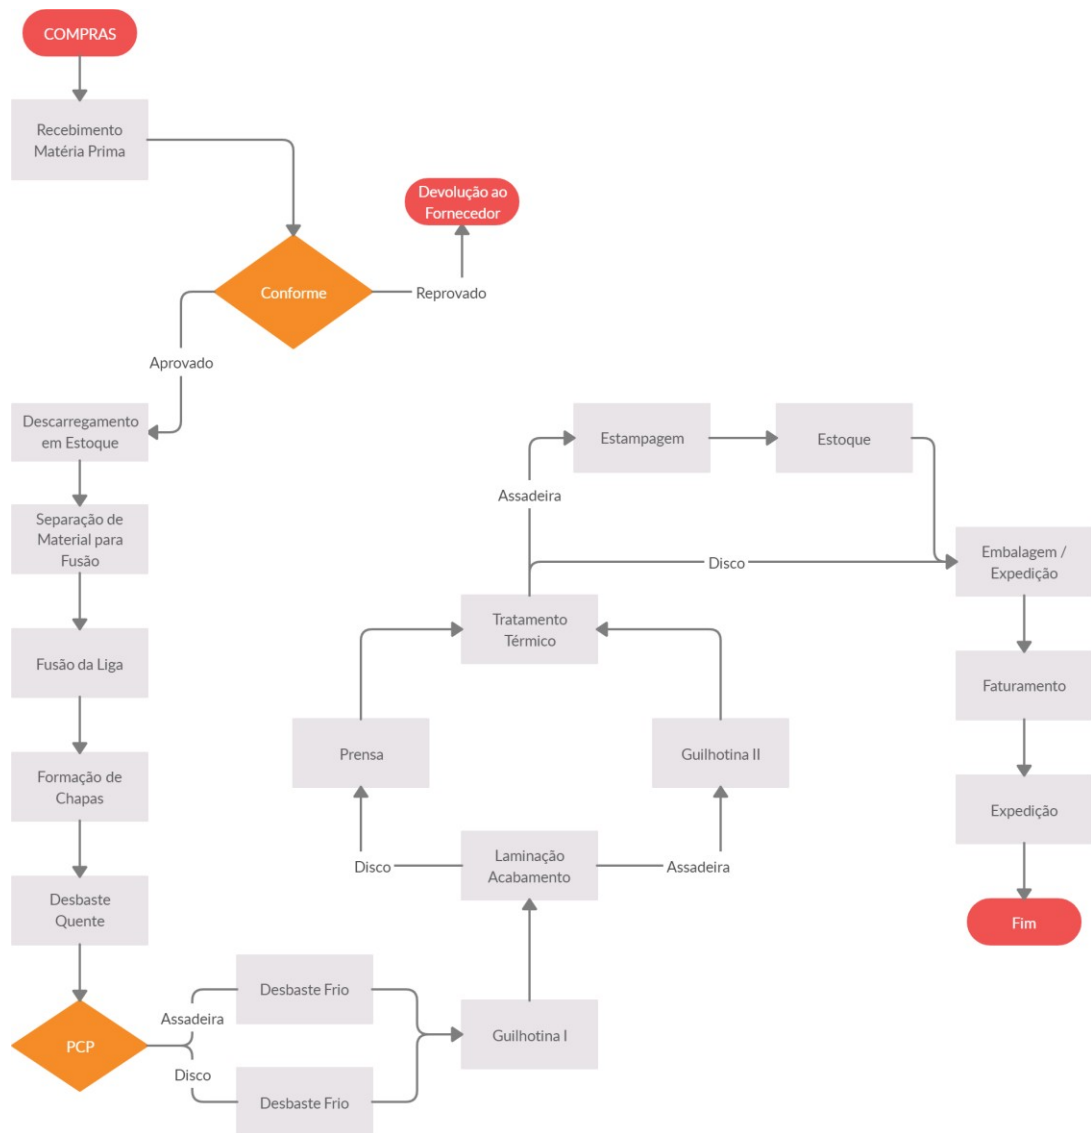 COMPRAS
Recebimento
Matéria Prima
Devolução ao
Fornecedor
Conforme
Reprovado
Aprovado
Descarregamento
em Estoque
Separação de
Material para
Fusão
Fusão da Liga
Formação de
Chapas
Desbaste
Quente
PCP
Assadeira
Disco
Desbaste Frio
Desbaste Frio
Guilhotina I
Laminação
Acabamento
Disco
Assadeira
Prensa
Guilhotina II
Tratamento
Térmico
Assadeira
Disco
Estampagem
Estoque
Embalagem /
Expedição
Faturamento
Expedição
Fim